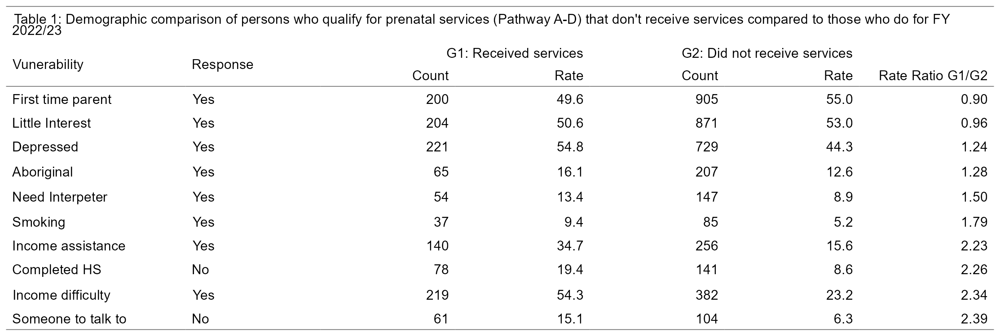 Table 1: Demographic comparison of persons who qualify for prenatal services (Pathway A-D) that don't receive services compared to those who do for FY
2022/23
G1: Received services G2: Did not receive services
Vunerability Response
Count Rate Count Rate Rate Ratio G1/G2
First time parent Yes 200 49.6 905 55.0 0.90
Little Interest Yes 204 50.6 871 53.0 0.96
Depressed Yes 221 54.8 729 44.3 1.24
Aboriginal Yes 65 16.1 207 12.6 1.28
Need Interpeter Yes 54 13.4 147 8.9 1.50
Smoking Yes 37 9.4 85 5.2 1.79
Income assistance Yes 140 34.7 256 15.6 2.23
Completed HS No 78 19.4 141 8.6 2.26
Income difficulty Yes 219 54.3 382 23.2 2.34
Someone to talk to No 61 15.1 104 6.3 2.39